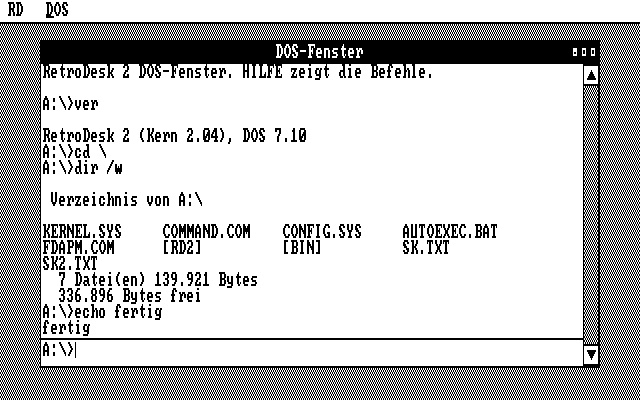 RD DOS
DOS-Fenster
RetroDesk 2 DOS-Fenster. HILFE zeigt die Befehle.
A:\>ver
RetroDesk 2 (Kern 2.04), DOS 7.10
A:\>cd \
A:\>dir /w
Verzeichnis von A:\
KERNEL.SYS COMMAND.COM CONFIG.SYS AUTOEXEC.BAT
FDAPM.COM [RD2] [BIN] SK.TXT
SK2.TXT
7 Datei(en) 139.921 Bytes
336.896 Bytes frei
A:\>echo fertig
fertig
A:\>